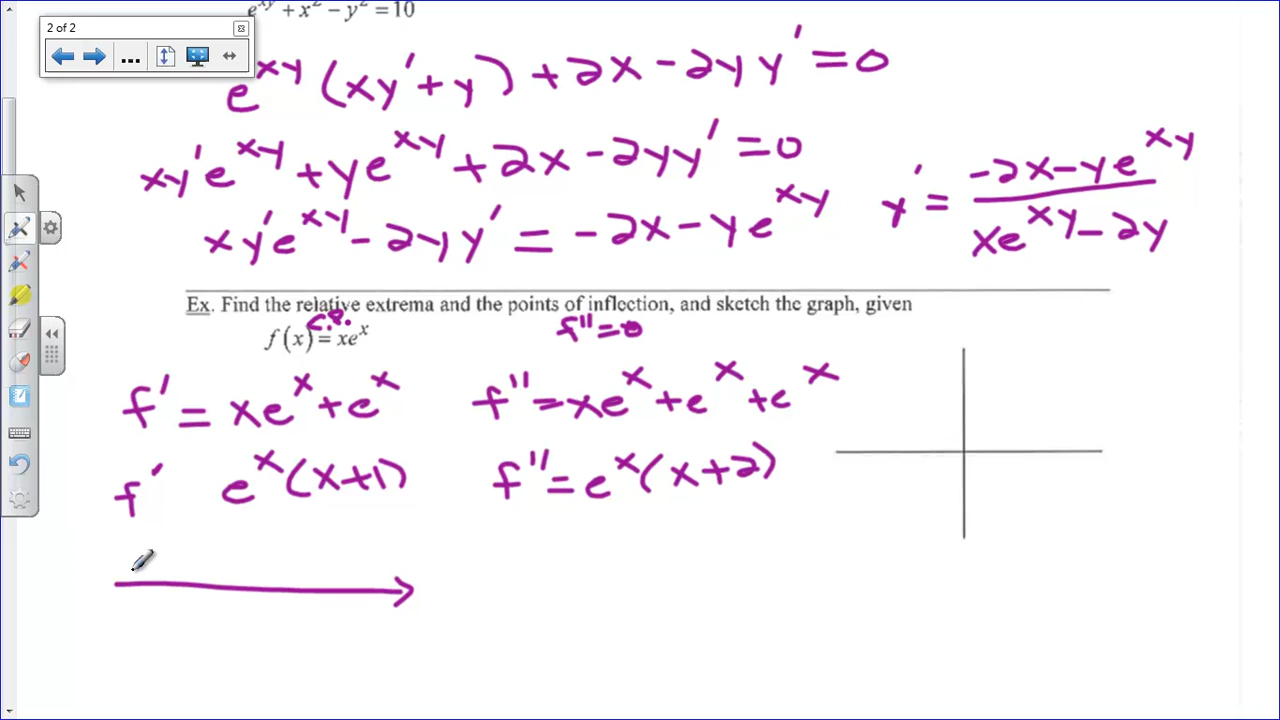 e^{xy} + x² − y² = 10
2 of 2
...
e^{xy} (xy' + y) + 2x − 2yy' = 0
xy'e^{xy} + ye^{xy} + 2x − 2yy' = 0
xy'e^{xy} − 2yy' = −2x − ye^{xy}
y' = \frac{-2x − ye^{xy}}{xe^{xy} − 2y}
Ex. Find the relative extrema and the points of inflection, and sketch the graph, given
f(x) = xe^x
f'' = 0
f' = xe^x + e^x
f'' = xe^x + e^x + e^x
f' e^x(x+1)
f'' = e^x(x+2)